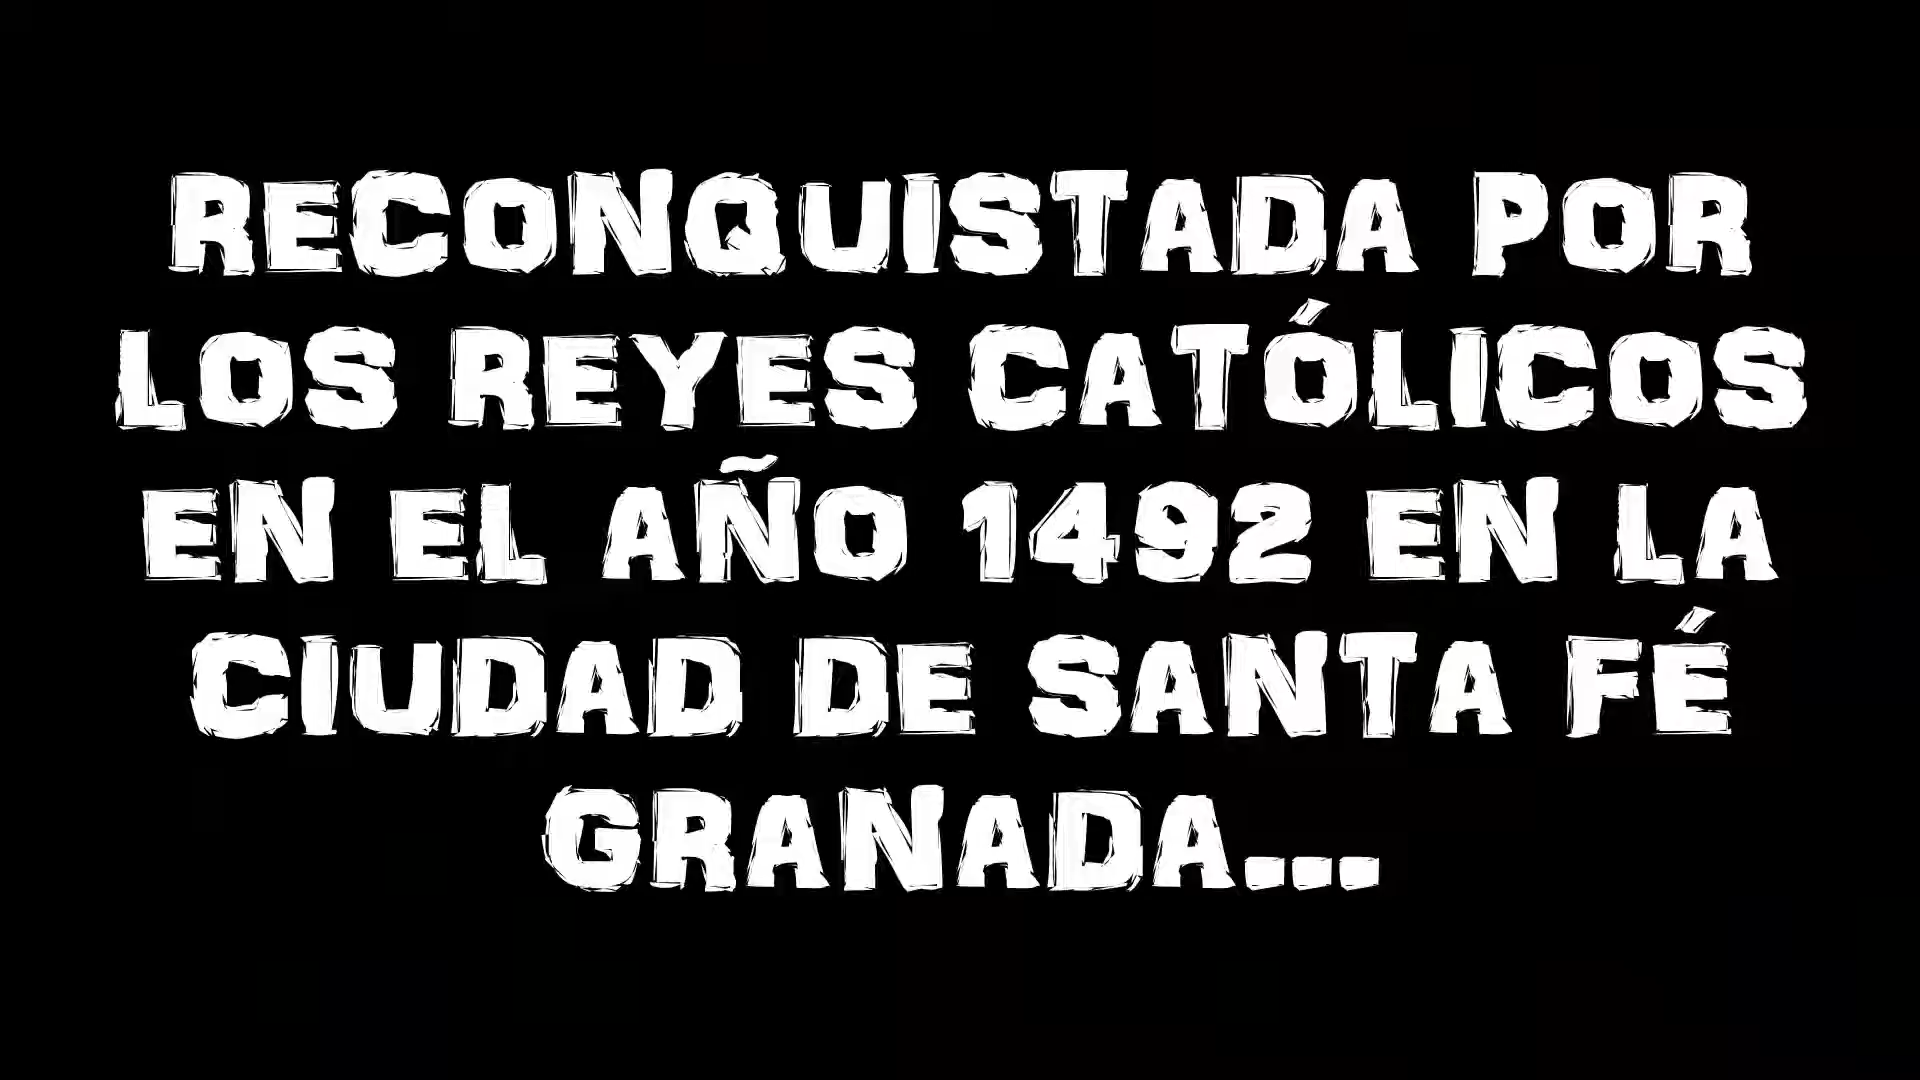 RECONQUISTADA POR
LOS REYES CATÓLICOS
EN EL AÑO 1492 EN LA
CIUDAD DE SANTA FÉ
GRANADA...